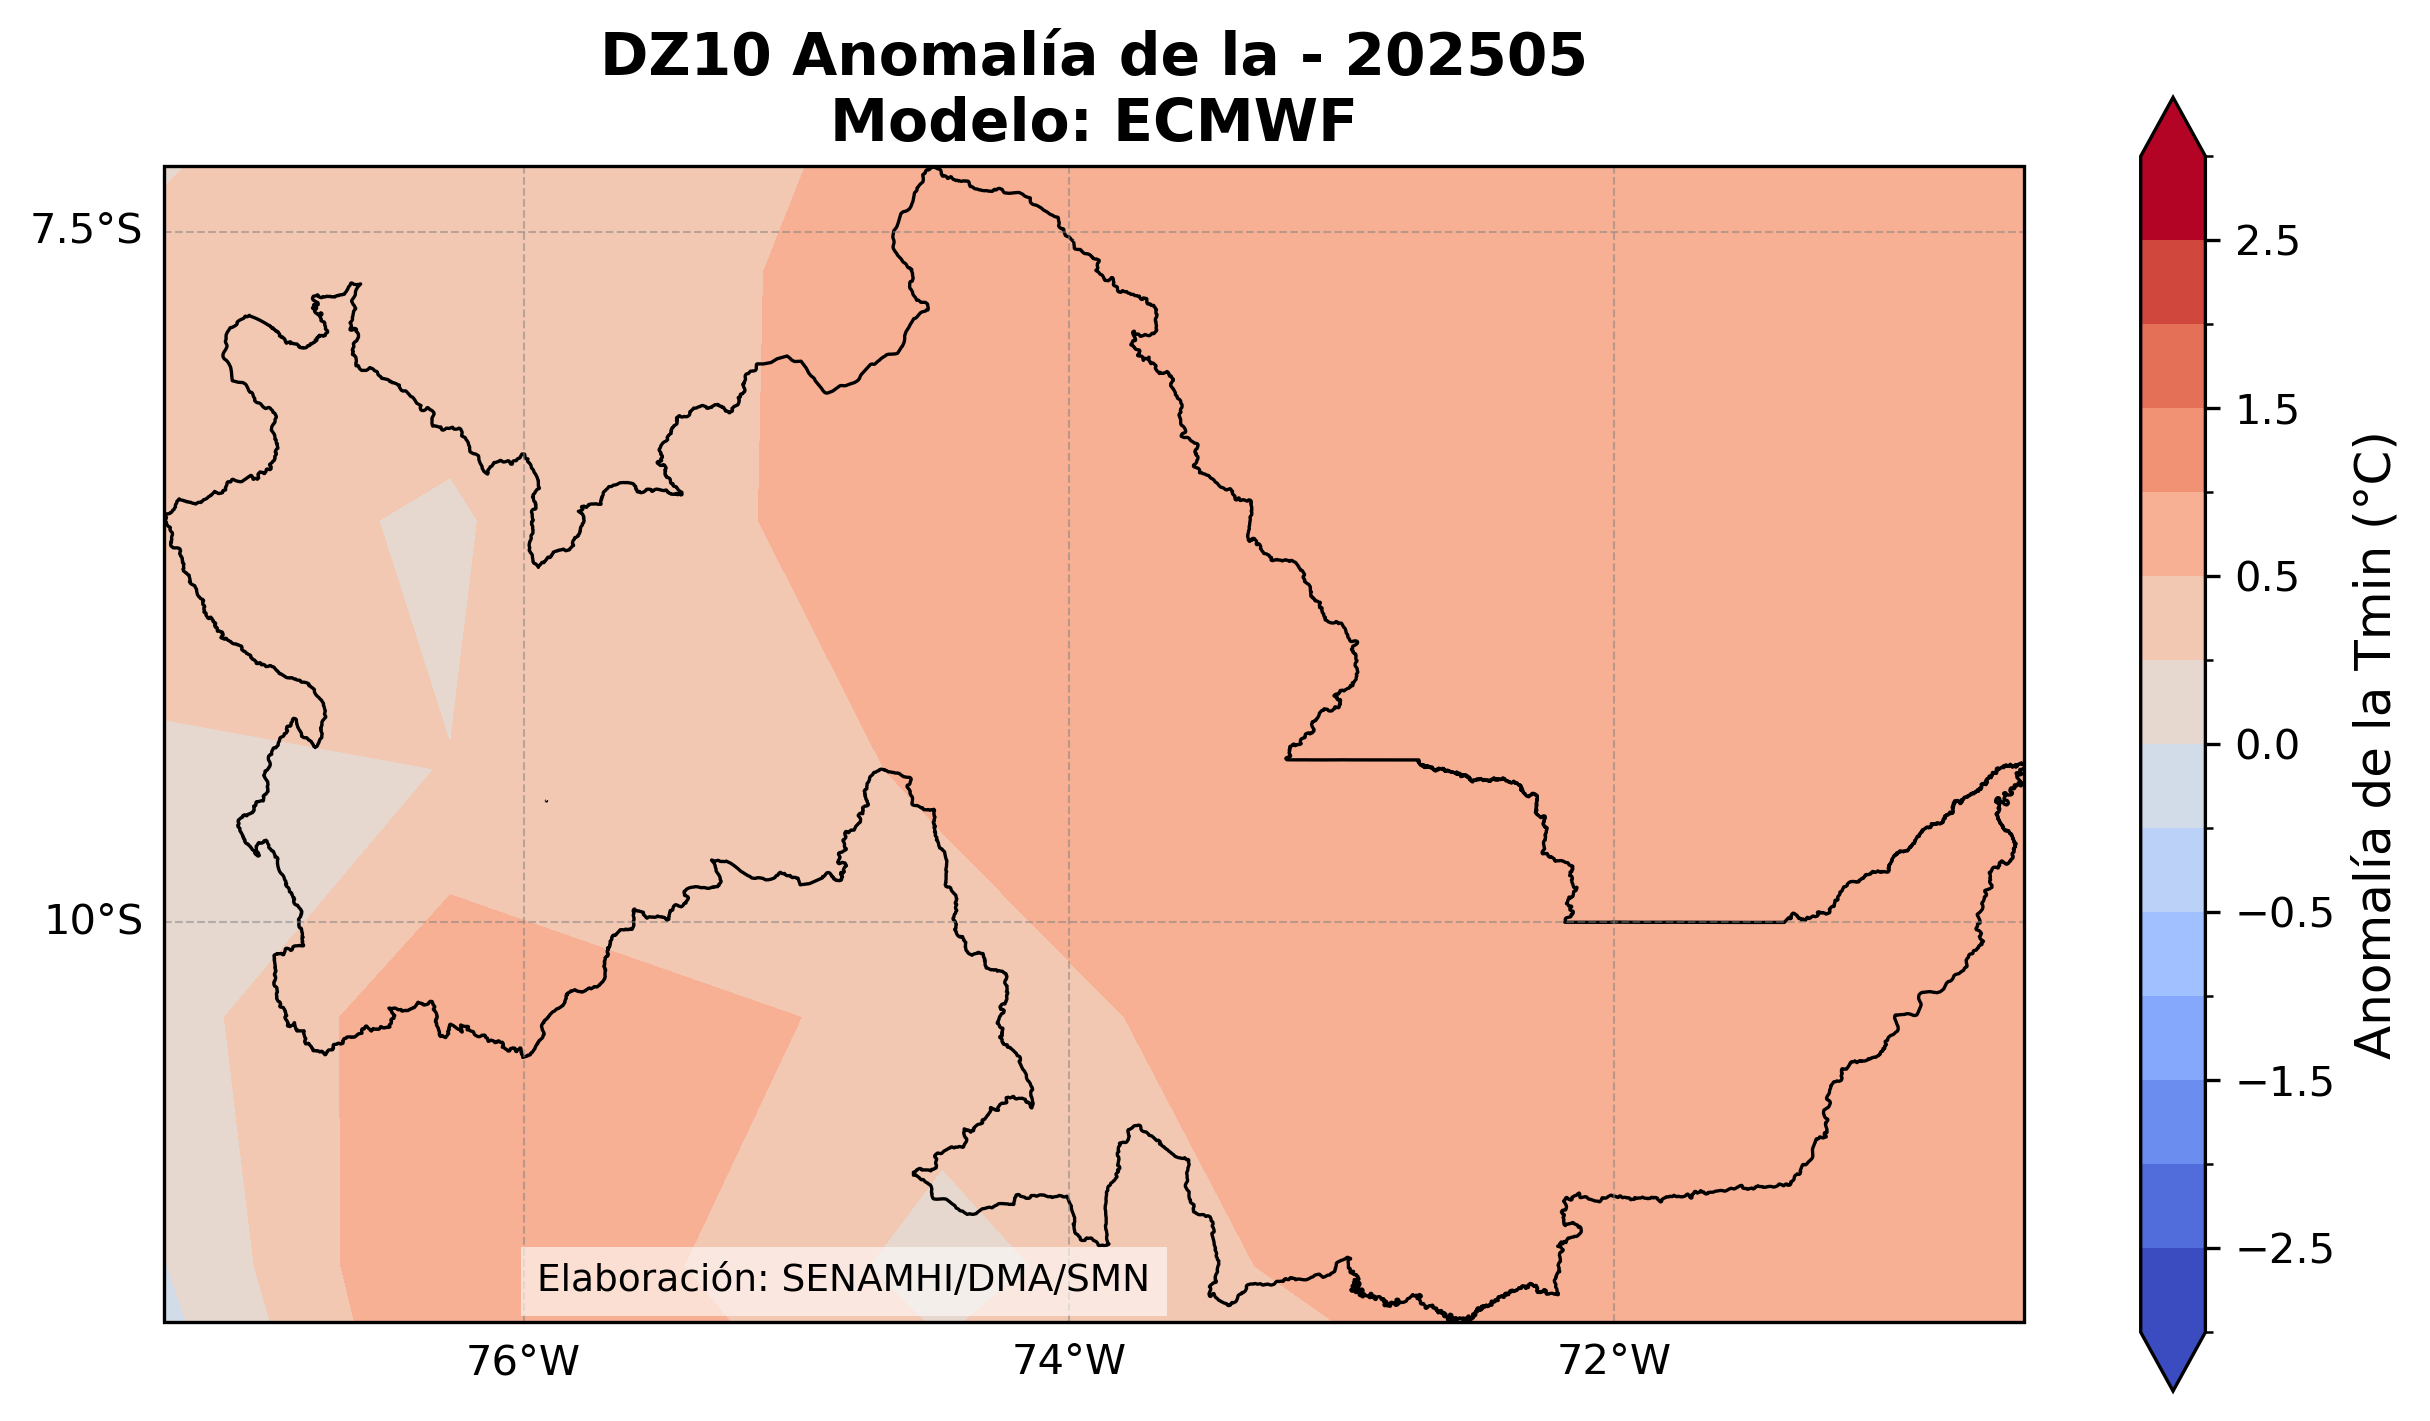 DZ10 Anomalía de la - 202505
Modelo: ECMWF
7.5°S
10°S
76°W
74°W
72°W
Elaboración: SENAMHI/DMA/SMN
2.5
1.5
0.5
0.0
−0.5
−1.5
−2.5
Anomalía de la Tmin (°C)